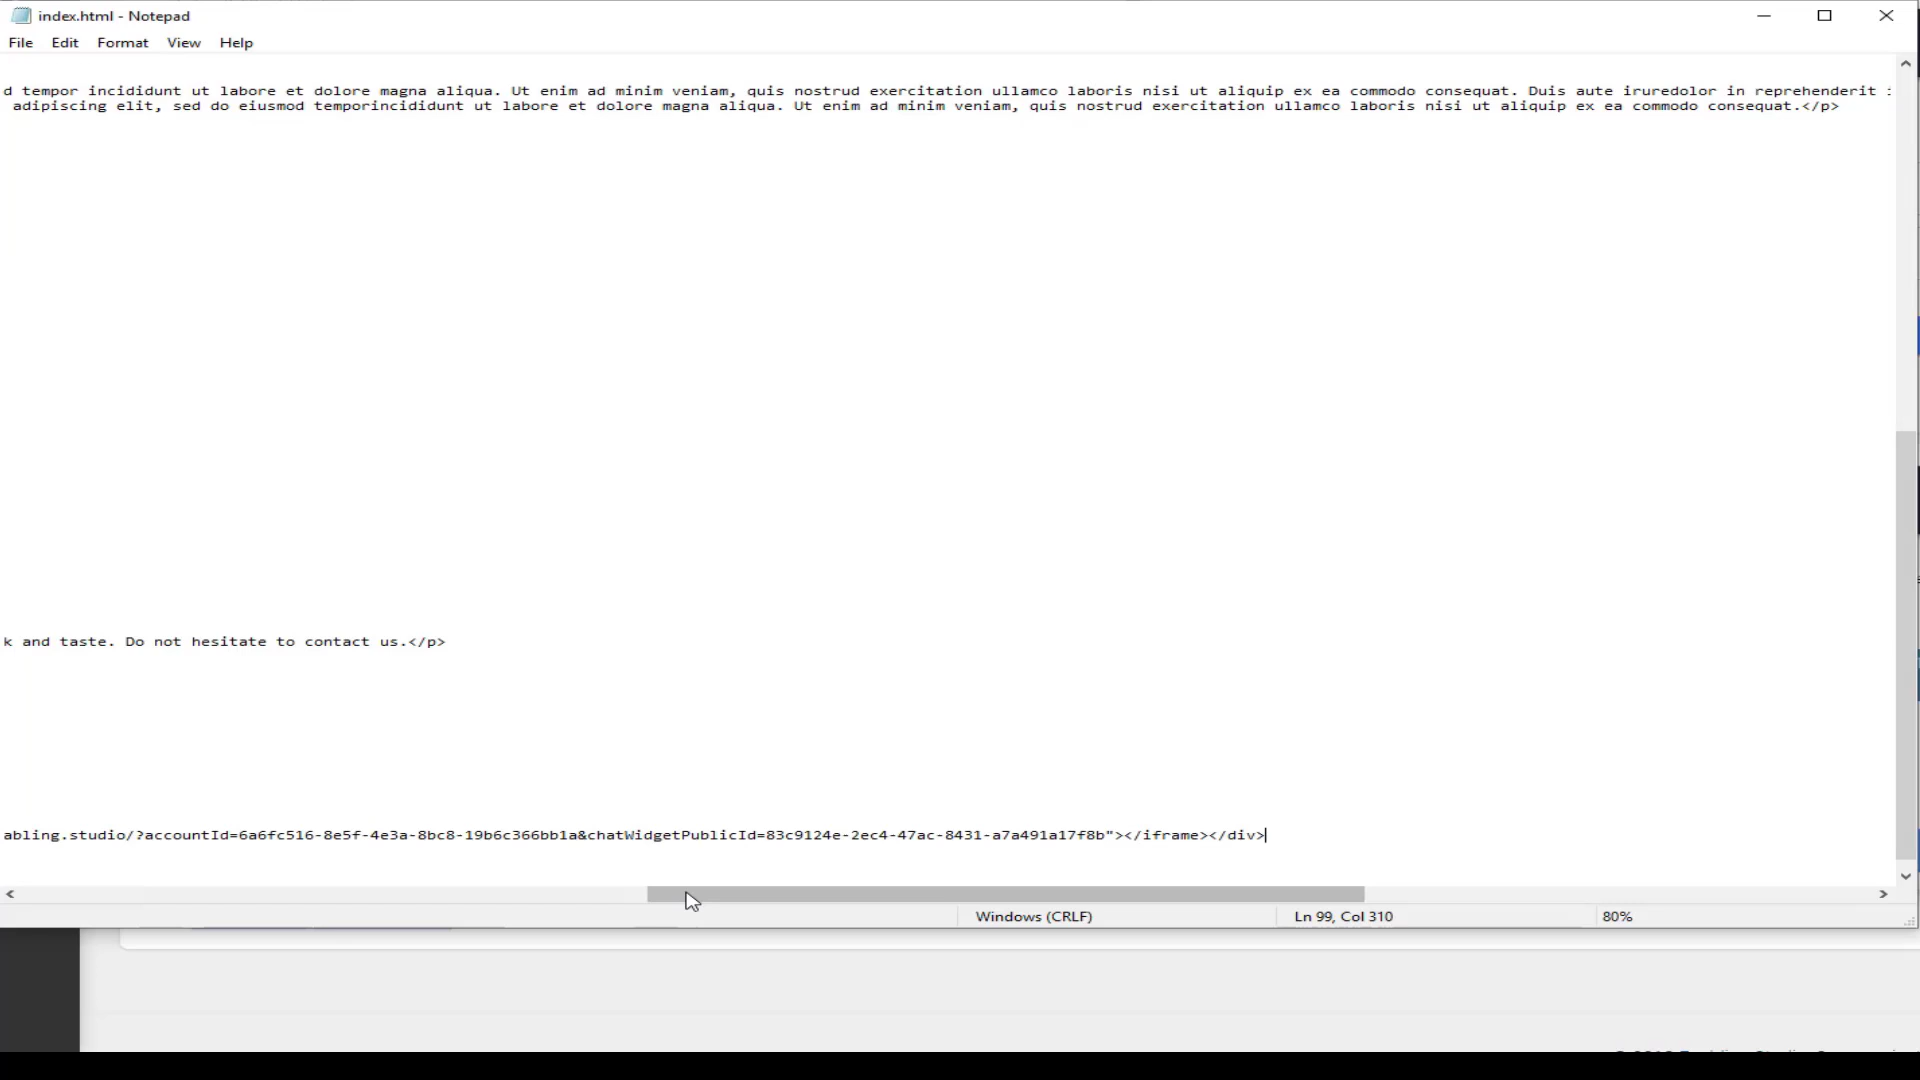 index.html - Notepad
File Edit Format View Help
d tempor incididunt ut labore et dolore magna aliqua. Ut enim ad minim veniam, quis nostrud exercitation ullamco laboris nisi ut aliquip ex ea commodo consequat. Duis aute iruredolor in reprehenderit
adipiscing elit, sed do eiusmod temporincididunt ut labore et dolore magna aliqua. Ut enim ad minim veniam, quis nostrud exercitation ullamco laboris nisi ut aliquip ex ea commodo consequat.</p>
k and taste. Do not hesitate to contact us.</p>
abling.studio/?accountId=6a6fc516-8e5f-4e3a-8bc8-19b6c366bb1a&chatWidgetPublicId=83c9124e-2ec4-47ac-8431-a7a491a17f8b"></iframe></div>
Windows (CRLF) Ln 99, Col 310 80%